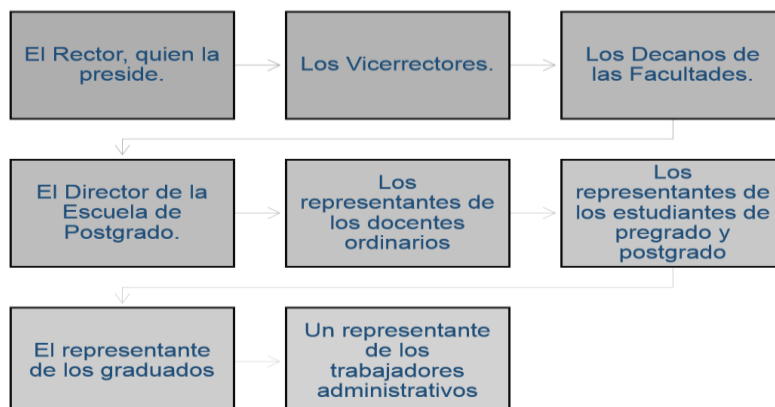 El Rector, quien la
preside.
Los Vicerrectores.
Los Decanos de
las Facultades.
El Director de la
Escuela de
Postgrado.
Los
representantes de
los docentes
ordinarios
Los
representantes de
los estudiantes de
pregrado y
postgrado
El representante
de los graduados
Un representante
de los
trabajadores
administrativos